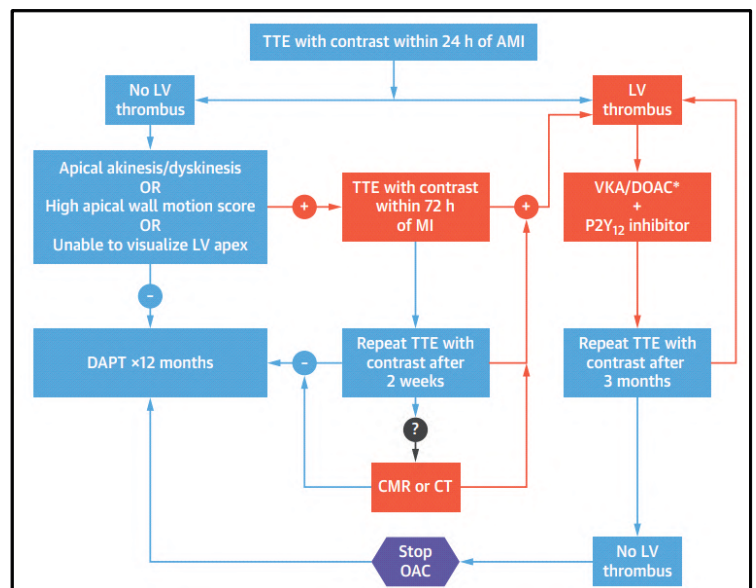 TTE with contrast within 24 h of AMI
No LV
thrombus
LV
thrombus
Apical akinesis/dyskinesis
OR
High apical wall motion score
OR
Unable to visualize LV apex
+
TTE with contrast
within 72 h
of MI
+
VKA/DOAC*
+
P2Y₁₂ inhibitor
−
DAPT ×12 months
−
Repeat TTE with
contrast after
2 weeks
Repeat TTE with
contrast after
3 months
?
CMR or CT
Stop
OAC
No LV
thrombus